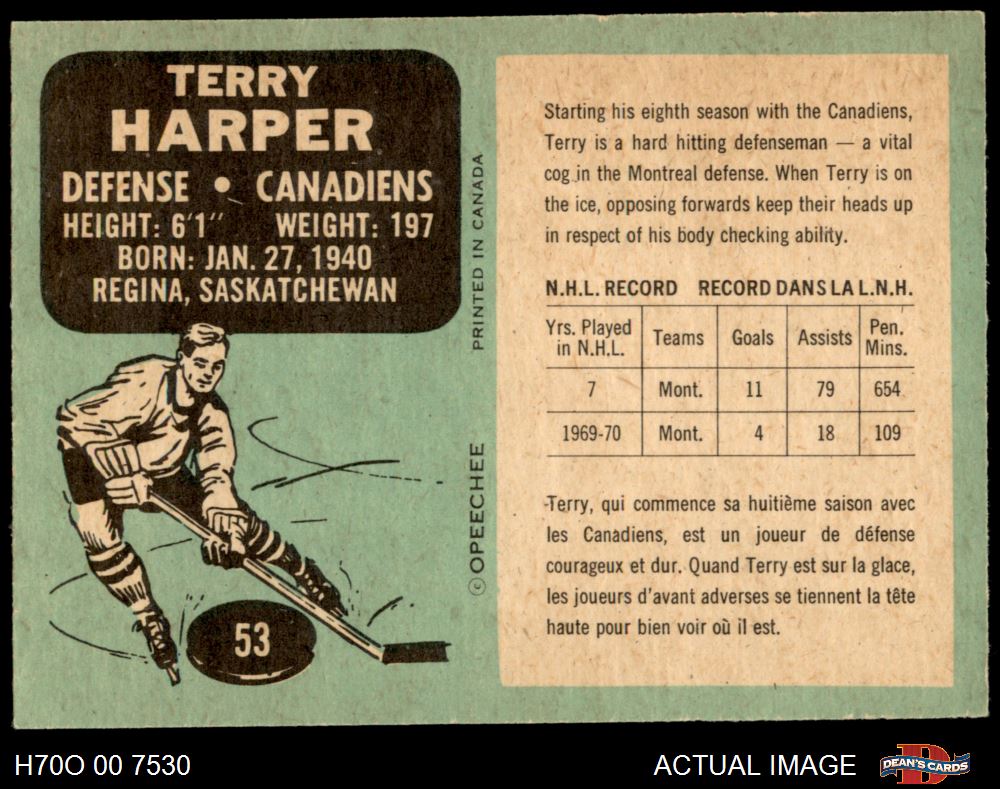 TERRY
HARPER
DEFENSE • CANADIENS
HEIGHT: 6'1" WEIGHT: 197
BORN: JAN. 27, 1940
REGINA, SASKATCHEWAN
53
© OPEECHEE PRINTED IN CANADA
Starting his eighth season with the Canadiens,
Terry is a hard hitting defenseman — a vital
cog in the Montreal defense. When Terry is on
the ice, opposing forwards keep their heads up
in respect of his body checking ability.
N.H.L. RECORD RECORD DANS LA L.N.H.
Yrs. Played in N.H.L. Teams Goals Assists Pen. Mins.
7 Mont. 11 79 654
1969-70 Mont. 4 18 109
Terry, qui commence sa huitième saison avec
les Canadiens, est un joueur de défense
courageux et dur. Quand Terry est sur la glace,
les joueurs d'avant adverses se tiennent la tête
haute pour bien voir où il est.
H70O 00 7530 ACTUAL IMAGE DEAN'S CARDS